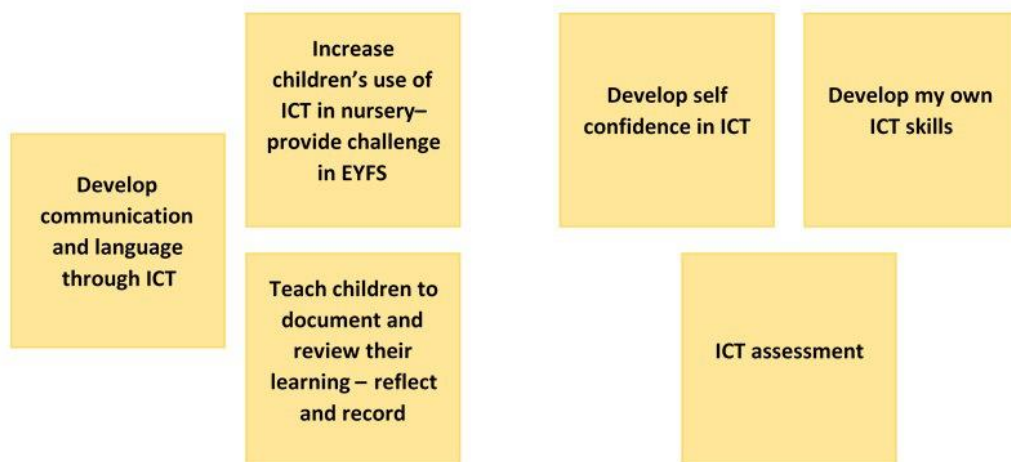 Increase
children’s use of
ICT in nursery–
provide challenge
in EYFS
Develop self
confidence in ICT
Develop my own
ICT skills
Develop
communication
and language
through ICT
Teach children to
document and
review their
learning – reflect
and record
ICT assessment